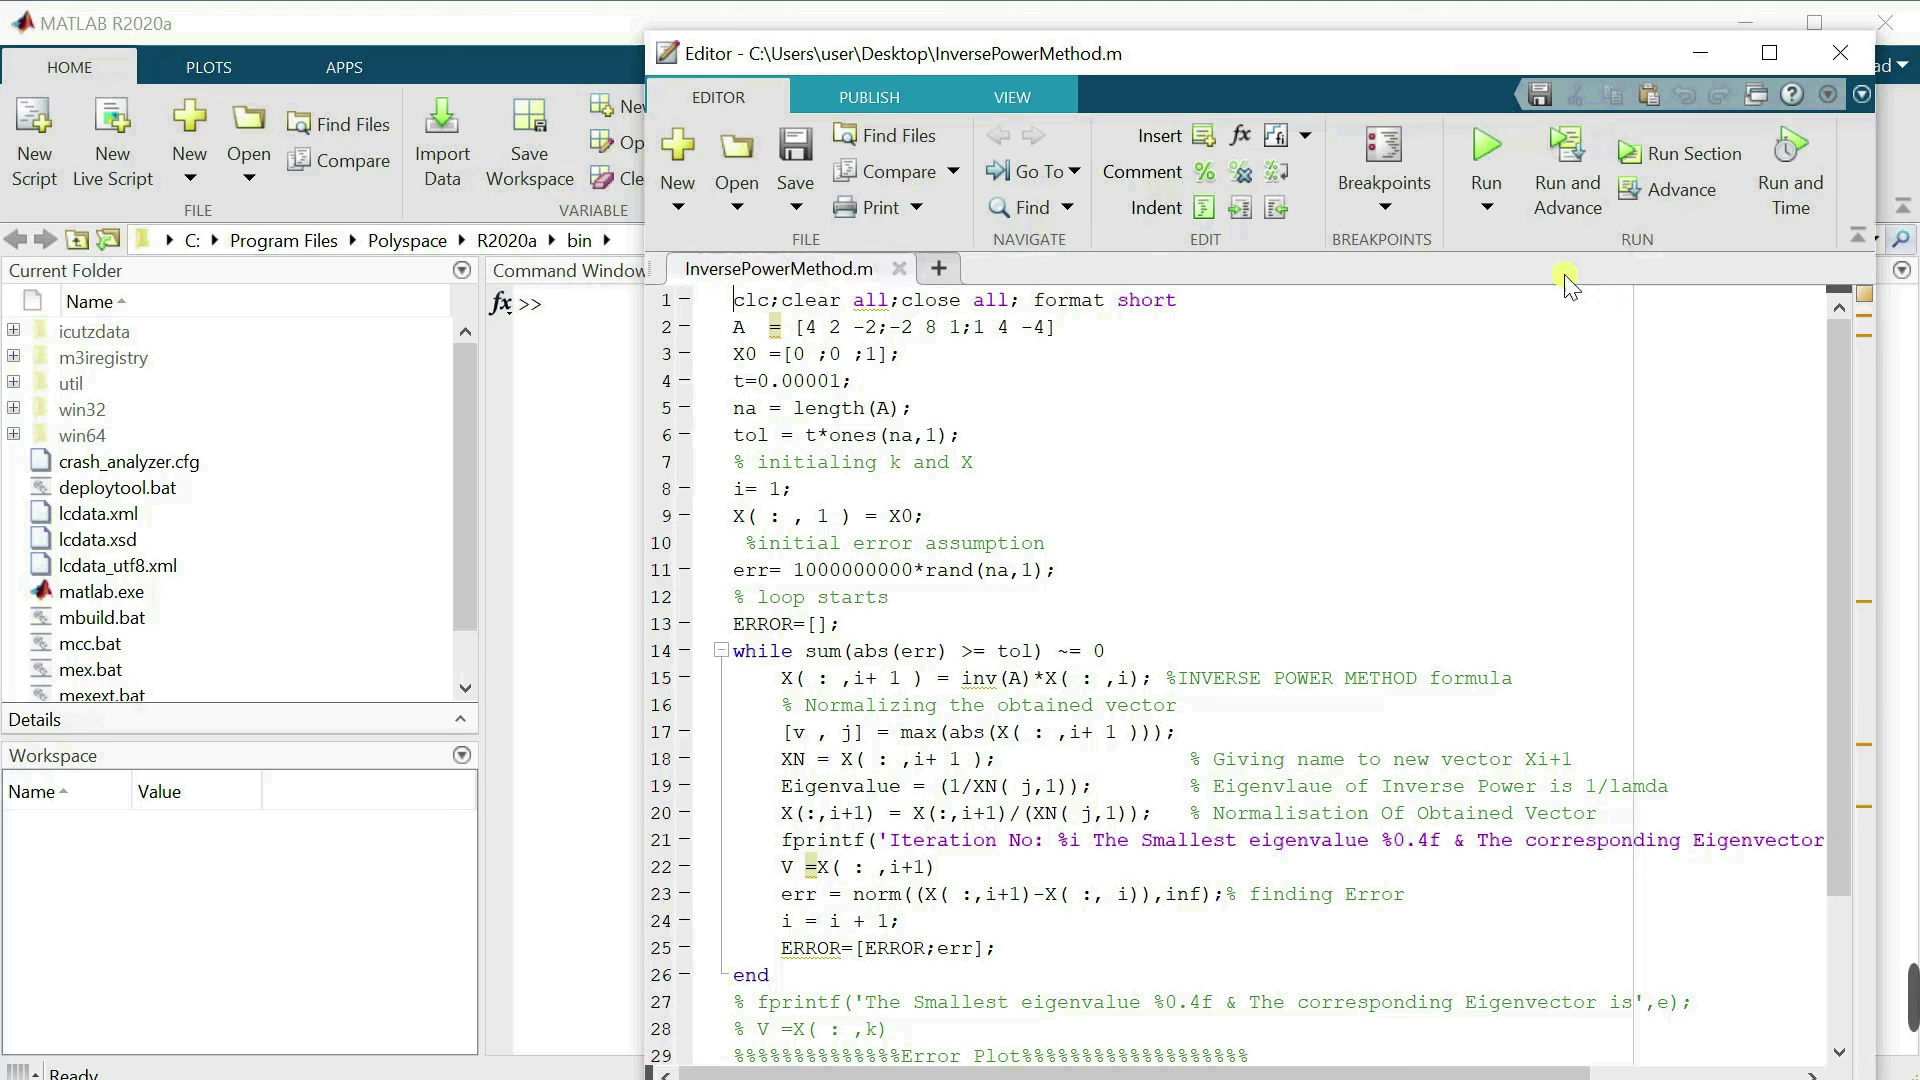 MATLAB R2020a
HOME
PLOTS
APPS
New Script
New Live Script
New
Open
Find Files
Compare
Import Data
Save Workspace
FILE
VARIABLE
C:
Program Files
Polyspace
R2020a
bin
Current Folder
Name
icutzdata
m3iregistry
util
win32
win64
crash_analyzer.cfg
deploytool.bat
lcdata.xml
lcdata.xsd
lcdata_utf8.xml
matlab.exe
mbuild.bat
mcc.bat
mex.bat
mexext.bat
Details
Workspace
Name
Value
Ready
Command Window
fx >>
Editor - C:\Users\user\Desktop\InversePowerMethod.m
EDITOR
PUBLISH
VIEW
New
Open
Save
Find Files
Compare
Print
FILE
Go To
Find
NAVIGATE
Insert
fx
Comment
Indent
EDIT
Breakpoints
BREAKPOINTS
Run
Run and Advance
Run Section
Advance
Run and Time
RUN
InversePowerMethod.m
1 clc;clear all;close all; format short
2 A = [4 2 -2;-2 8 1;1 4 -4]
3 X0 =[0 ;0 ;1];
4 t=0.00001;
5 na = length(A);
6 tol = t*ones(na,1);
7 % initialing k and X
8 i= 1;
9 X( : , 1 ) = X0;
10 %initial error assumption
11 err= 1000000000*rand(na,1);
12 % loop starts
13 ERROR=[];
14 while sum(abs(err) >= tol) ~= 0
15 X( : ,i+ 1 ) = inv(A)*X( : ,i); %INVERSE POWER METHOD formula
16 % Normalizing the obtained vector
17 [v , j] = max(abs(X( : ,i+ 1 )));
18 XN = X( : ,i+ 1 ); % Giving name to new vector Xi+1
19 Eigenvalue = (1/XN( j,1)); % Eigenvlaue of Inverse Power is 1/lamda
20 X(:,i+1) = X(:,i+1)/(XN( j,1)); % Normalisation Of Obtained Vector
21 fprintf('Iteration No: %i The Smallest eigenvalue %0.4f & The corresponding Eigenvector
22 V =X( : ,i+1)
23 err = norm((X( :,i+1)-X( :, i)),inf);% finding Error
24 i = i + 1;
25 ERROR=[ERROR;err];
26 end
27 % fprintf('The Smallest eigenvalue %0.4f & The corresponding Eigenvector is',e);
28 % V =X( : ,k)
29 %%%%%%%%%%%%%%Error Plot%%%%%%%%%%%%%%%%%%%